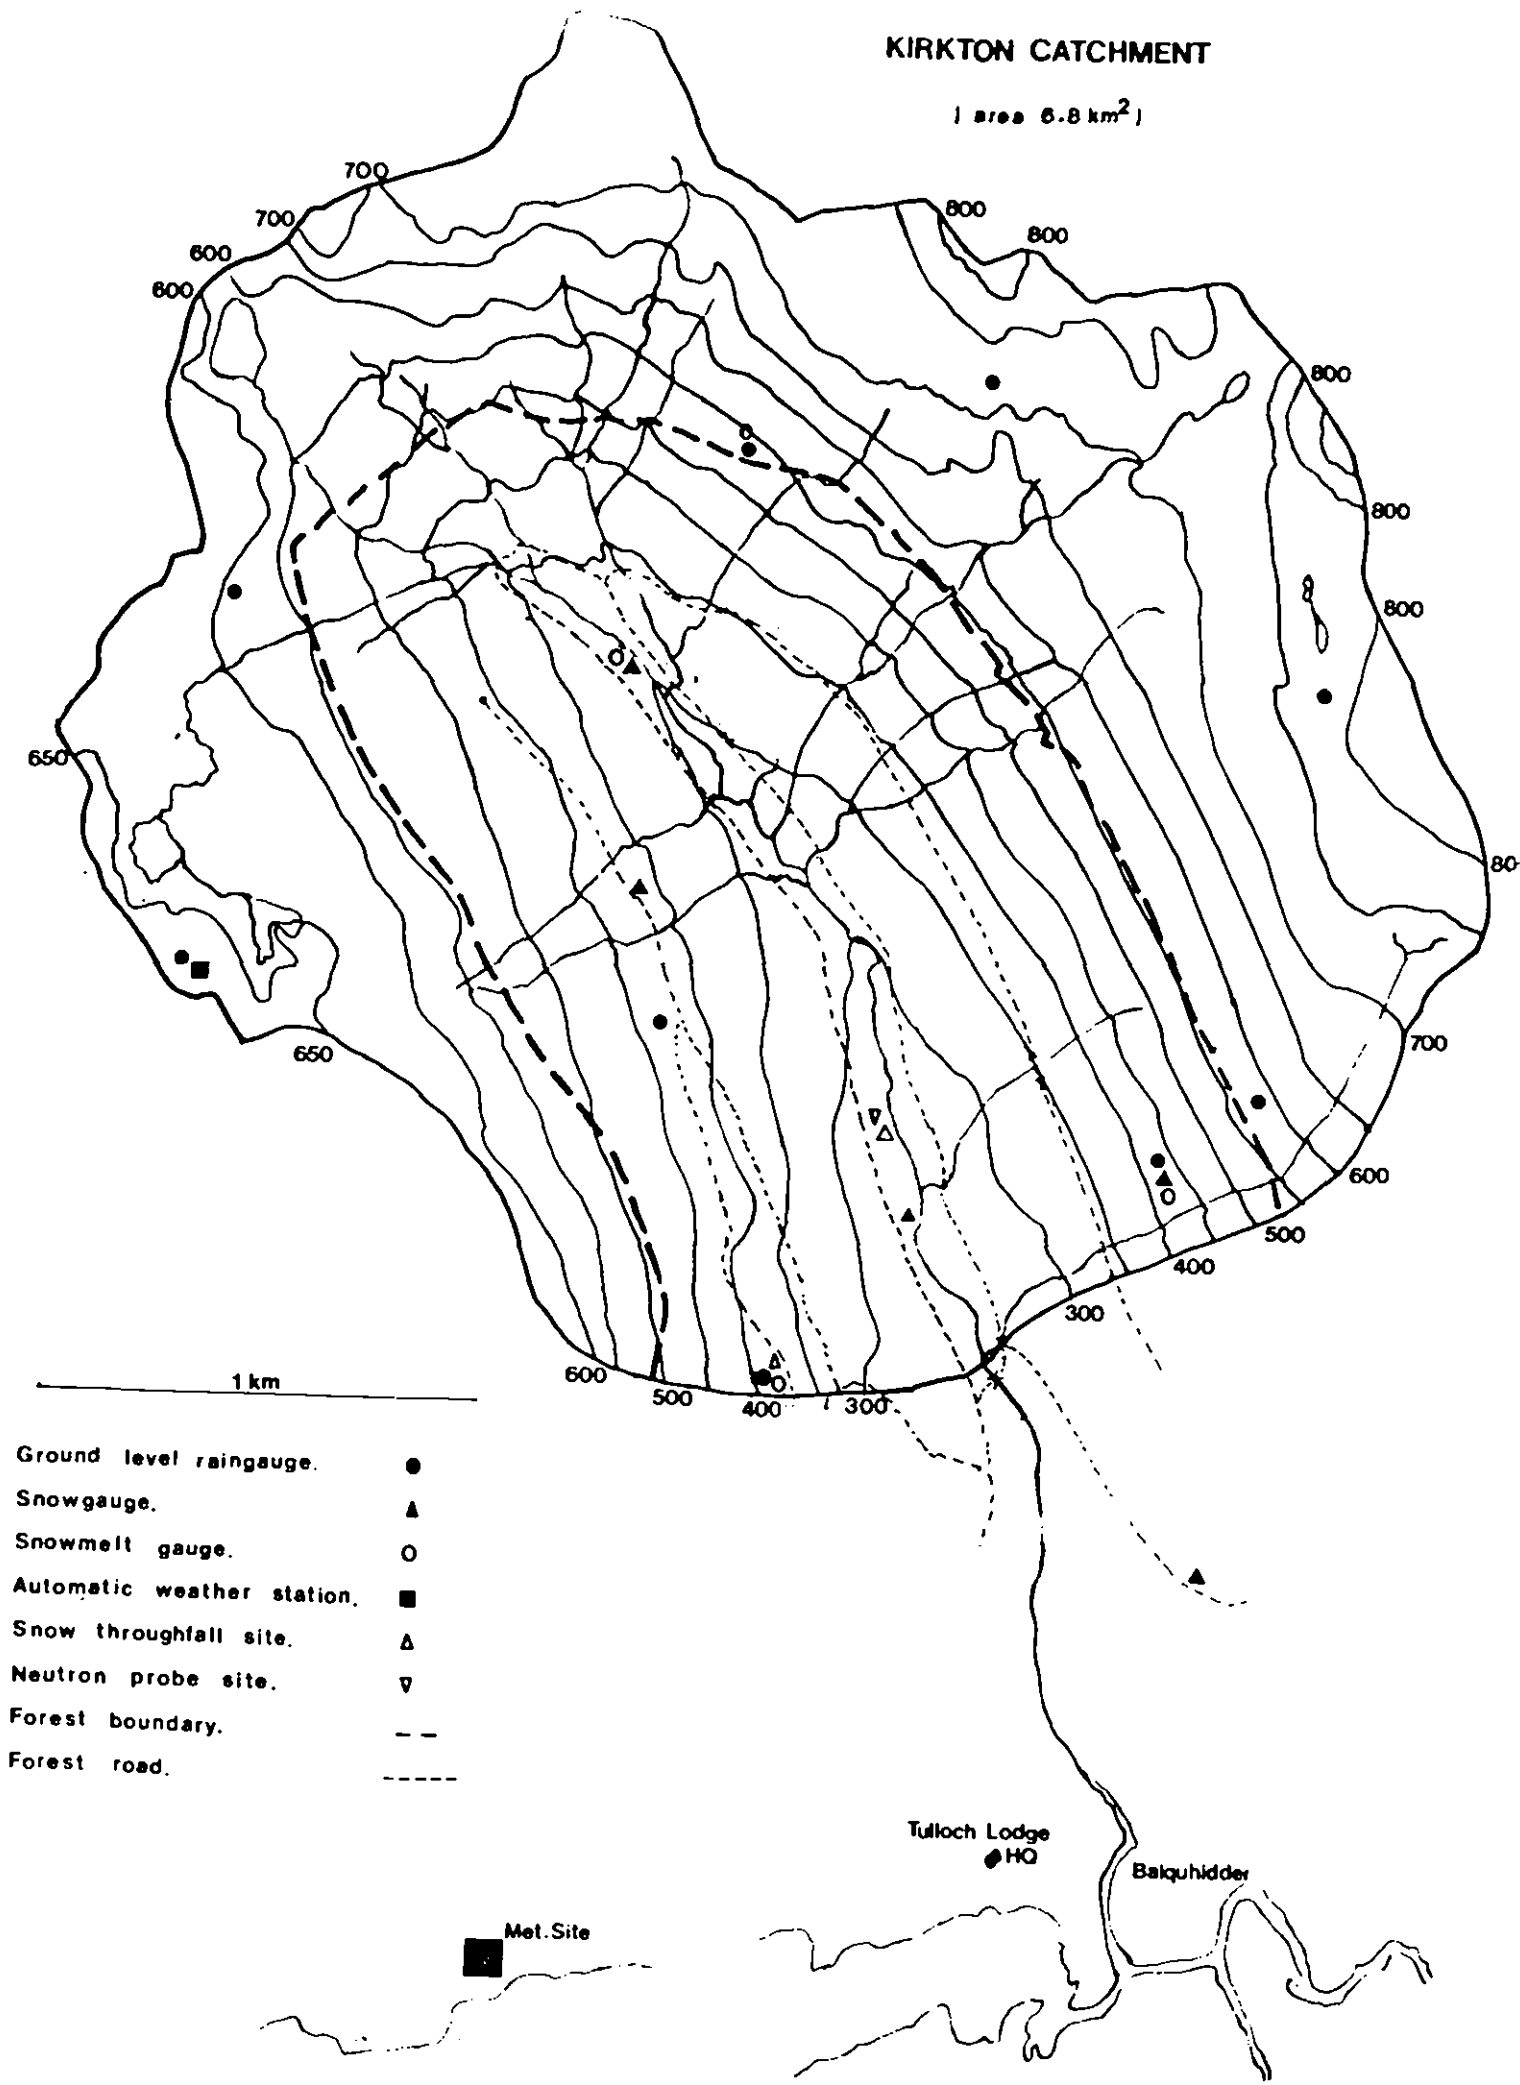 KIRKTON CATCHMENT
( area 6.8 km²)
700
700
600
600
800
800
800
800
800
80
650
650
700
600
500
400
300
600
500
400
300
1 km
Ground level raingauge.
Snowgauge.
Snowmelt gauge.
Automatic weather station.
Snow throughfall site.
Neutron probe site.
Forest boundary.
Forest road.
Tulloch Lodge
HQ
Balquhidder
Met. Site